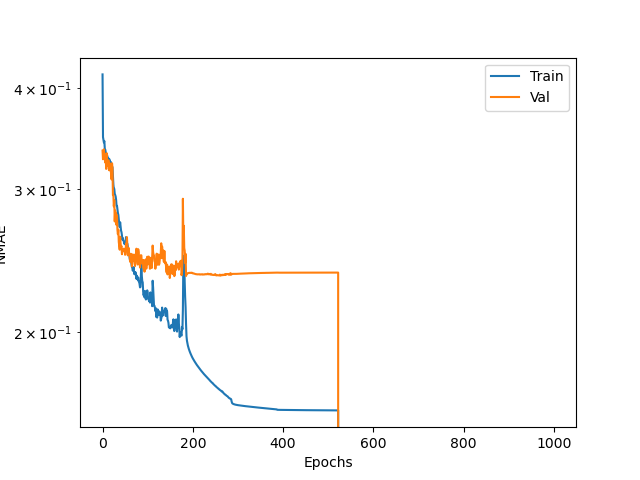 4 × 10⁻¹
3 × 10⁻¹
2 × 10⁻¹
NMAE
0 200 400 600 800 1000
Epochs
Train
Val